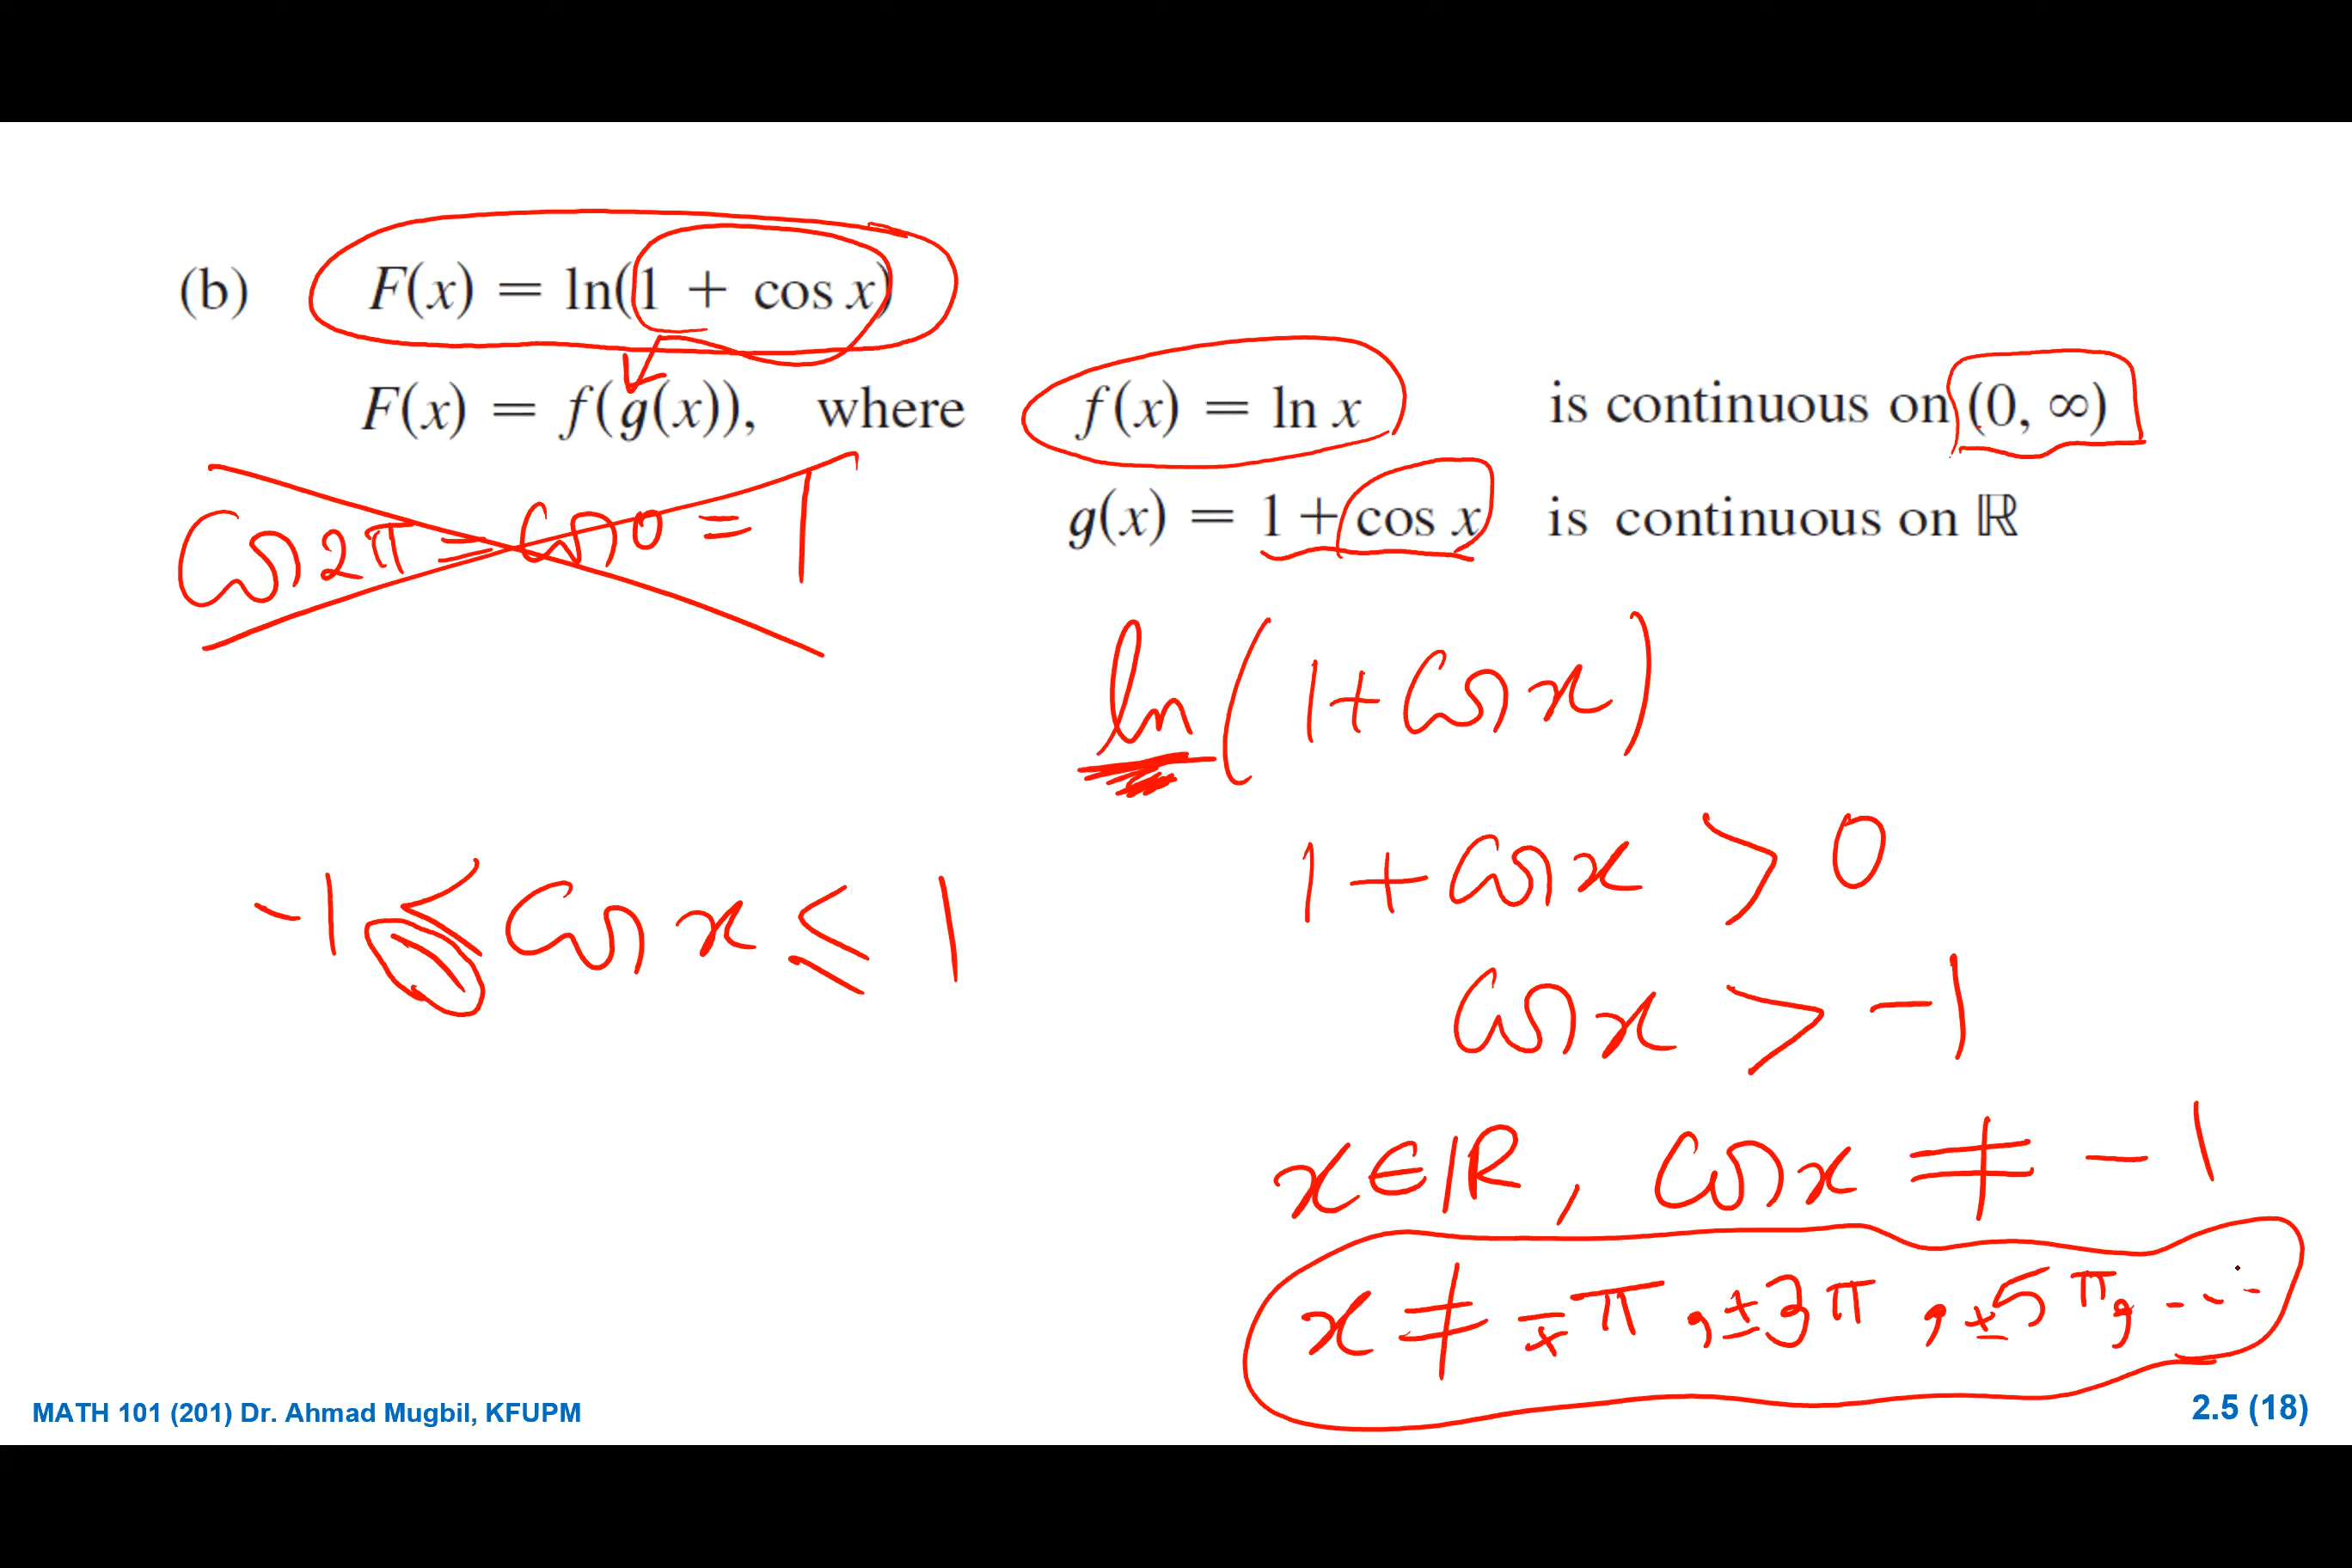 (b) F(x) = ln(1 + cos x)
F(x) = f(g(x)), where f(x) = ln x is continuous on (0, ∞)
g(x) = 1 + cos x is continuous on ℝ
cos 2π = cos 0 = 1
ln(1 + cos x)
1 + cos x > 0
-1 ≤ cos x ≤ 1
cos x > -1
x ∈ ℝ, cos x ≠ -1
x ≠ ∓π, ±3π, ±5π, ...
MATH 101 (201) Dr. Ahmad Mugbil, KFUPM 2.5 (18)